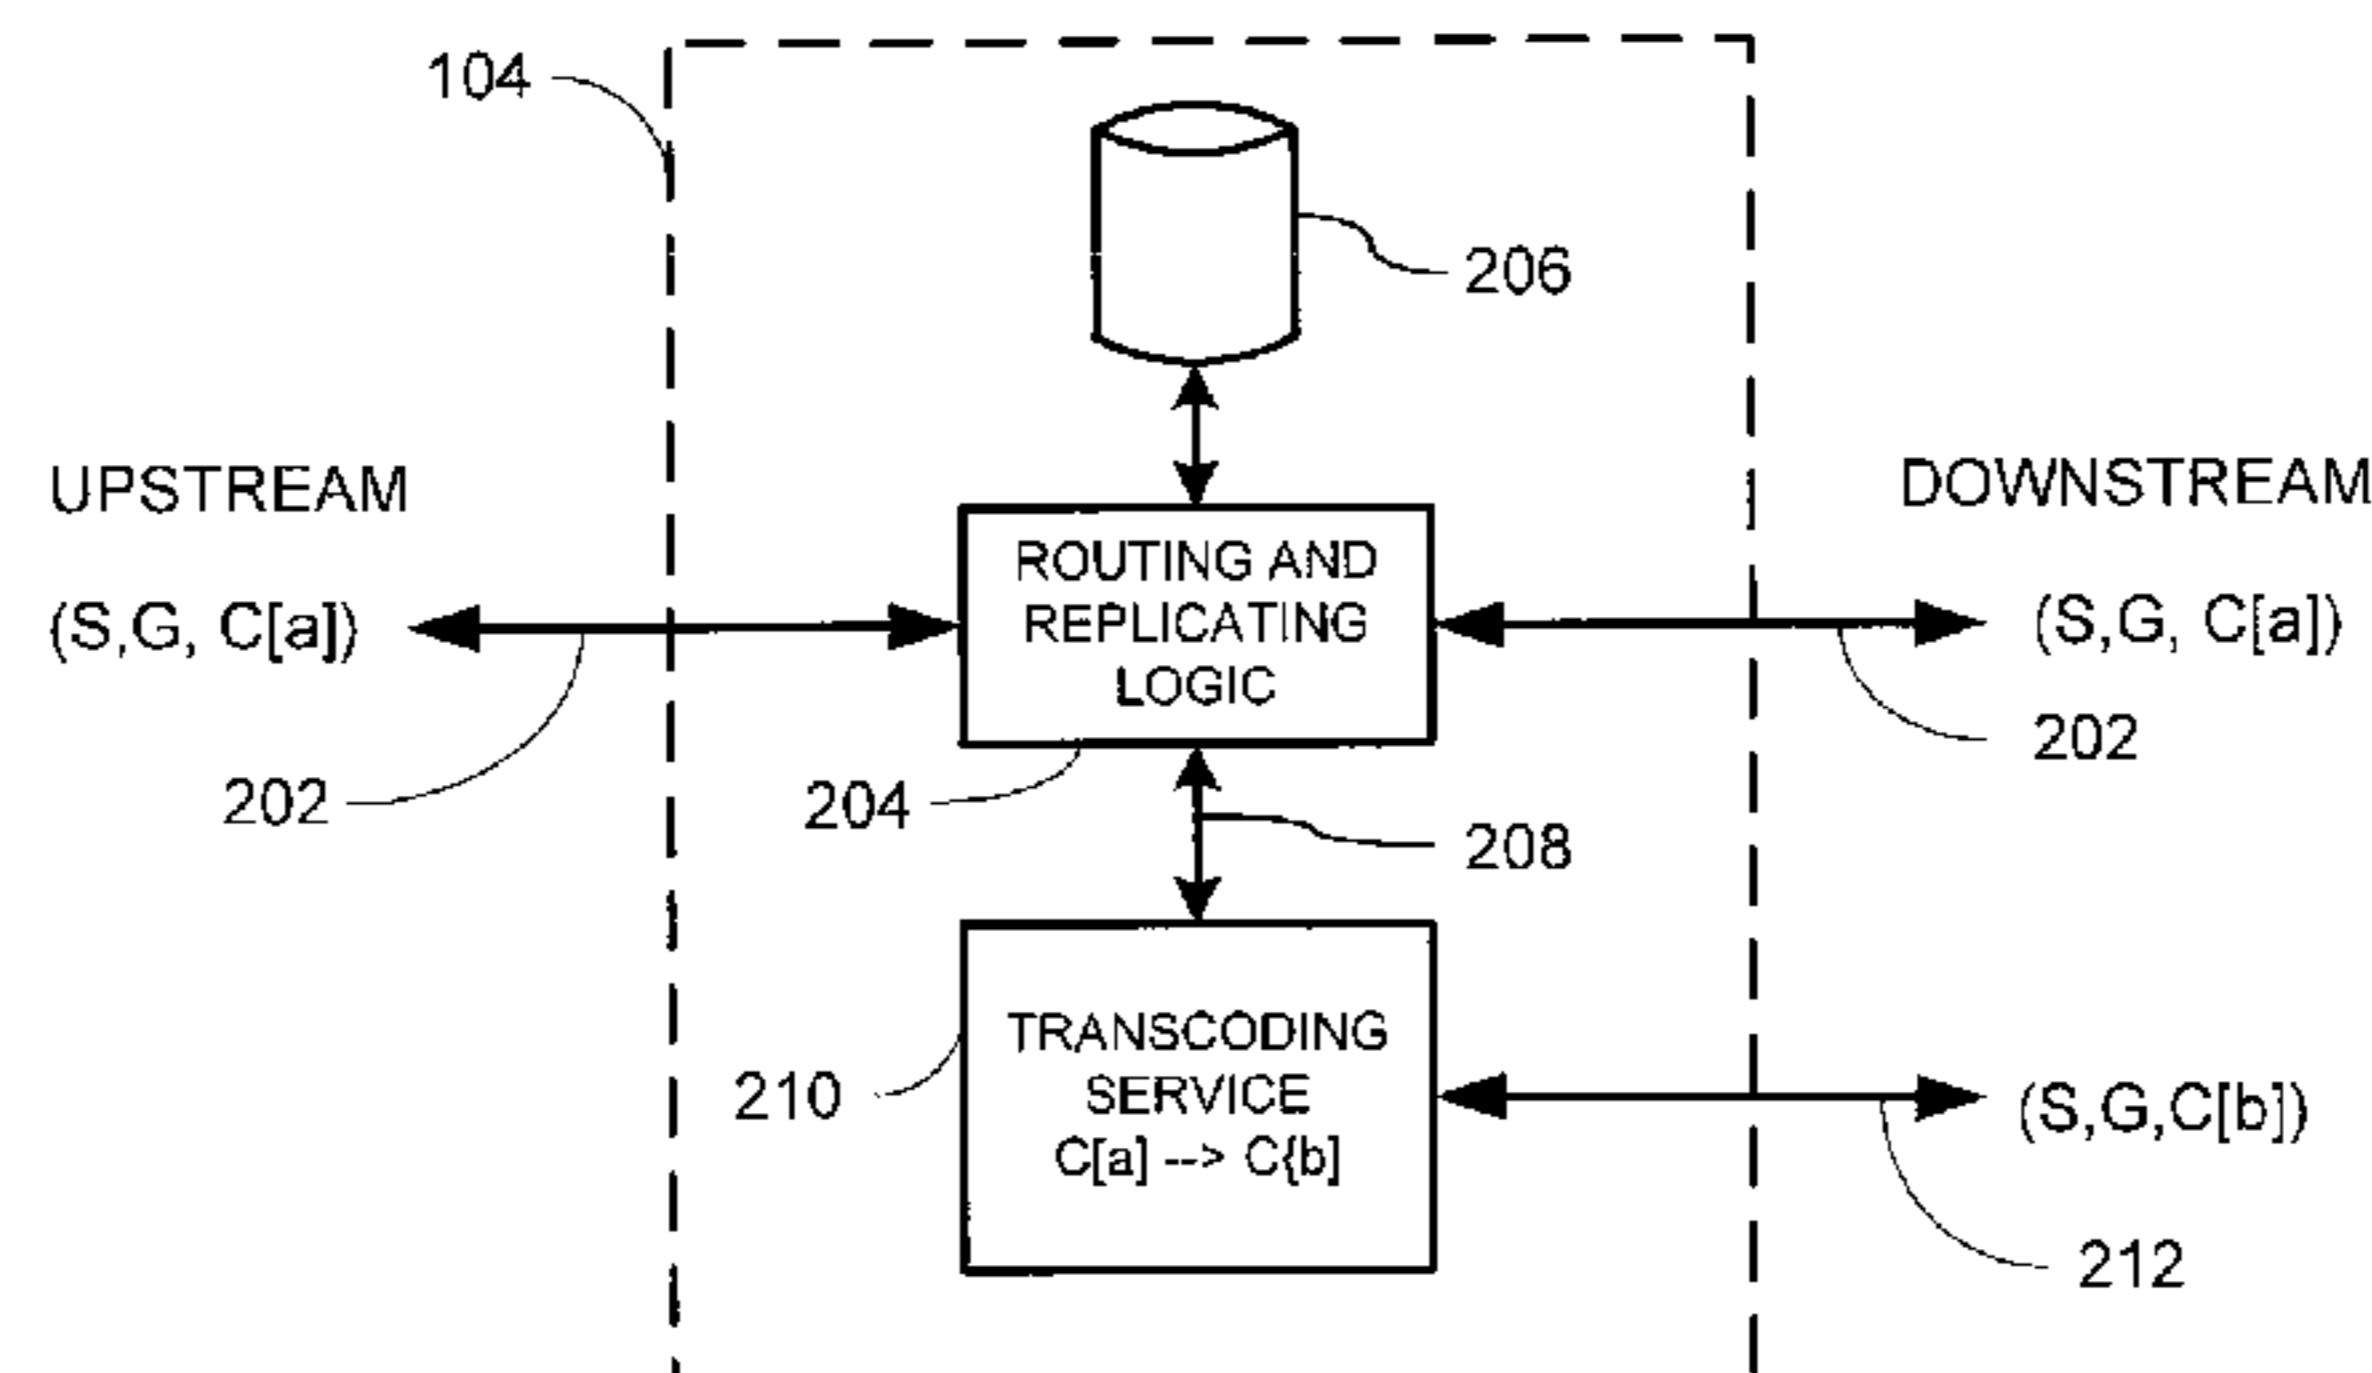 104
206
UPSTREAM
DOWNSTREAM
ROUTING AND
REPLICATING
LOGIC
(S,G, C[a])
(S,G, C[a])
202
202
204
208
TRANSCODING
SERVICE
C[a] --> C{b]
210
(S,G,C[b])
212